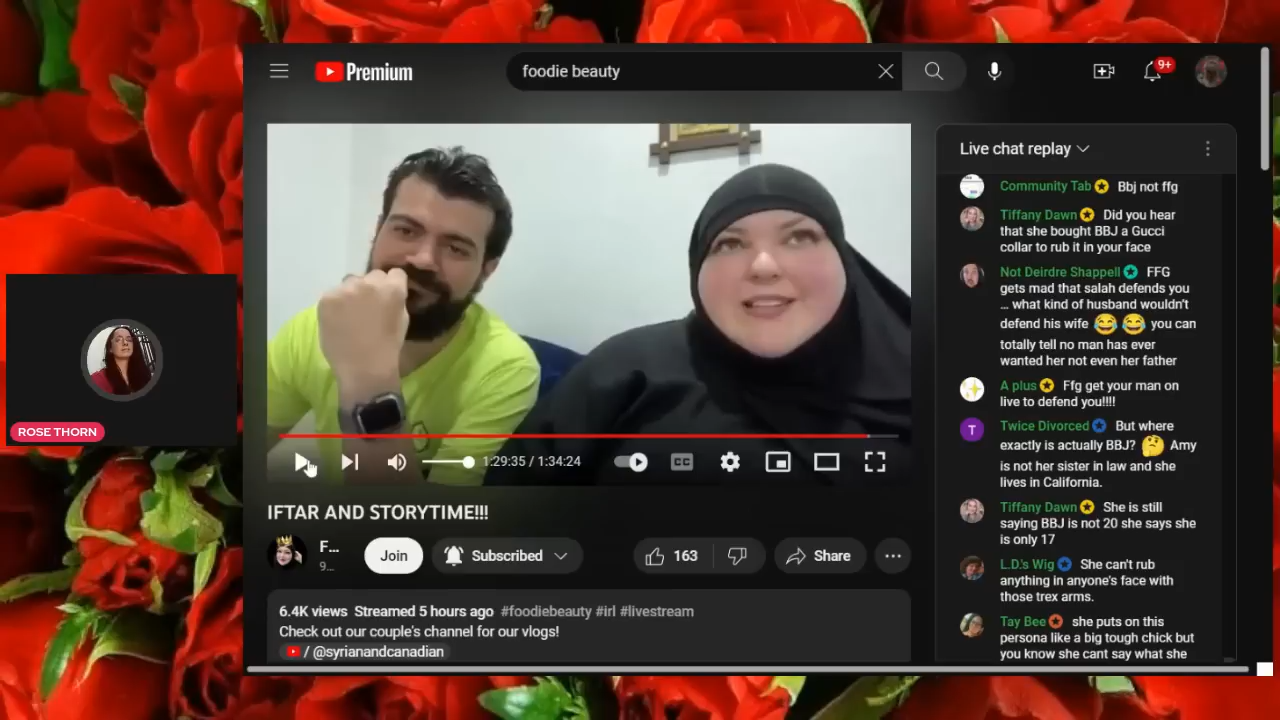 Premium
foodie beauty
9+
Live chat replay
Community Tab Bbj not ffg
Tiffany Dawn Did you hear
that she bought BBJ a Gucci
collar to rub it in your face
Not Deirdre Shappell FFG
gets mad that salah defends you
... what kind of husband wouldn't
defend his wife 😂 😂 you can
totally tell no man has ever
wanted her not even her father
A plus Ffg get your man on
live to defend you!!!!
T
Twice Divorced But where
exactly is actually BBJ? 🤔 Amy
is not her sister in law and she
lives in California.
Tiffany Dawn She is still
saying BBJ is not 20 she says she
is only 17
L.D.'s Wig She can't rub
anything in anyone's face with
those trex arms.
Tay Bee she puts on this
persona like a big tough chick but
you know she cant say what she
ROSE THORN
1:29:35 / 1:34:24
CC
IFTAR AND STORYTIME!!!
F...
9...
Join
Subscribed
163
Share
6.4K views Streamed 5 hours ago #foodiebeauty #irl #livestream
Check out our couple's channel for our vlogs!
/ @syrianandcanadian